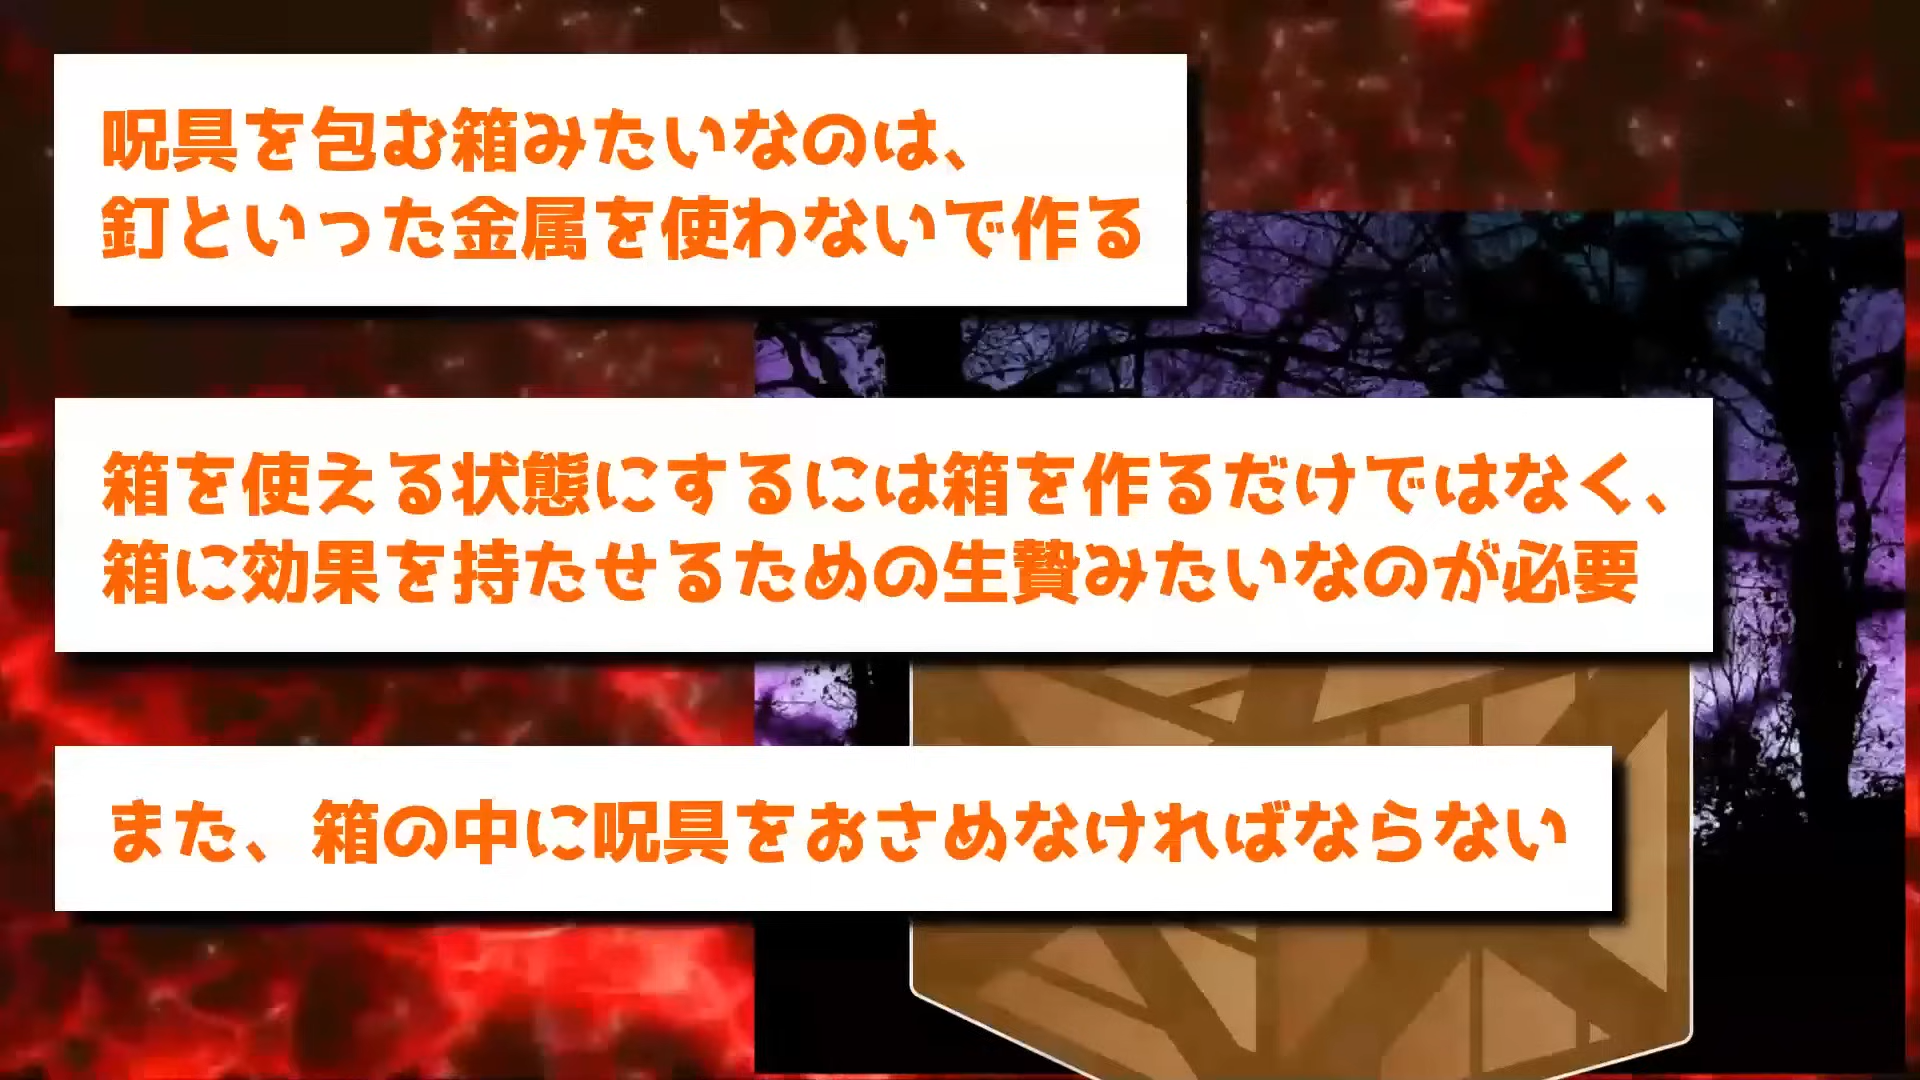 呪具を包む箱みたいなのは、
釘といった金属を使わないで作る
箱を使える状態にするには箱を作るだけではなく、
箱に効果を持たせるための生贄みたいなのが必要
また、箱の中に呪具をおさめなければならない